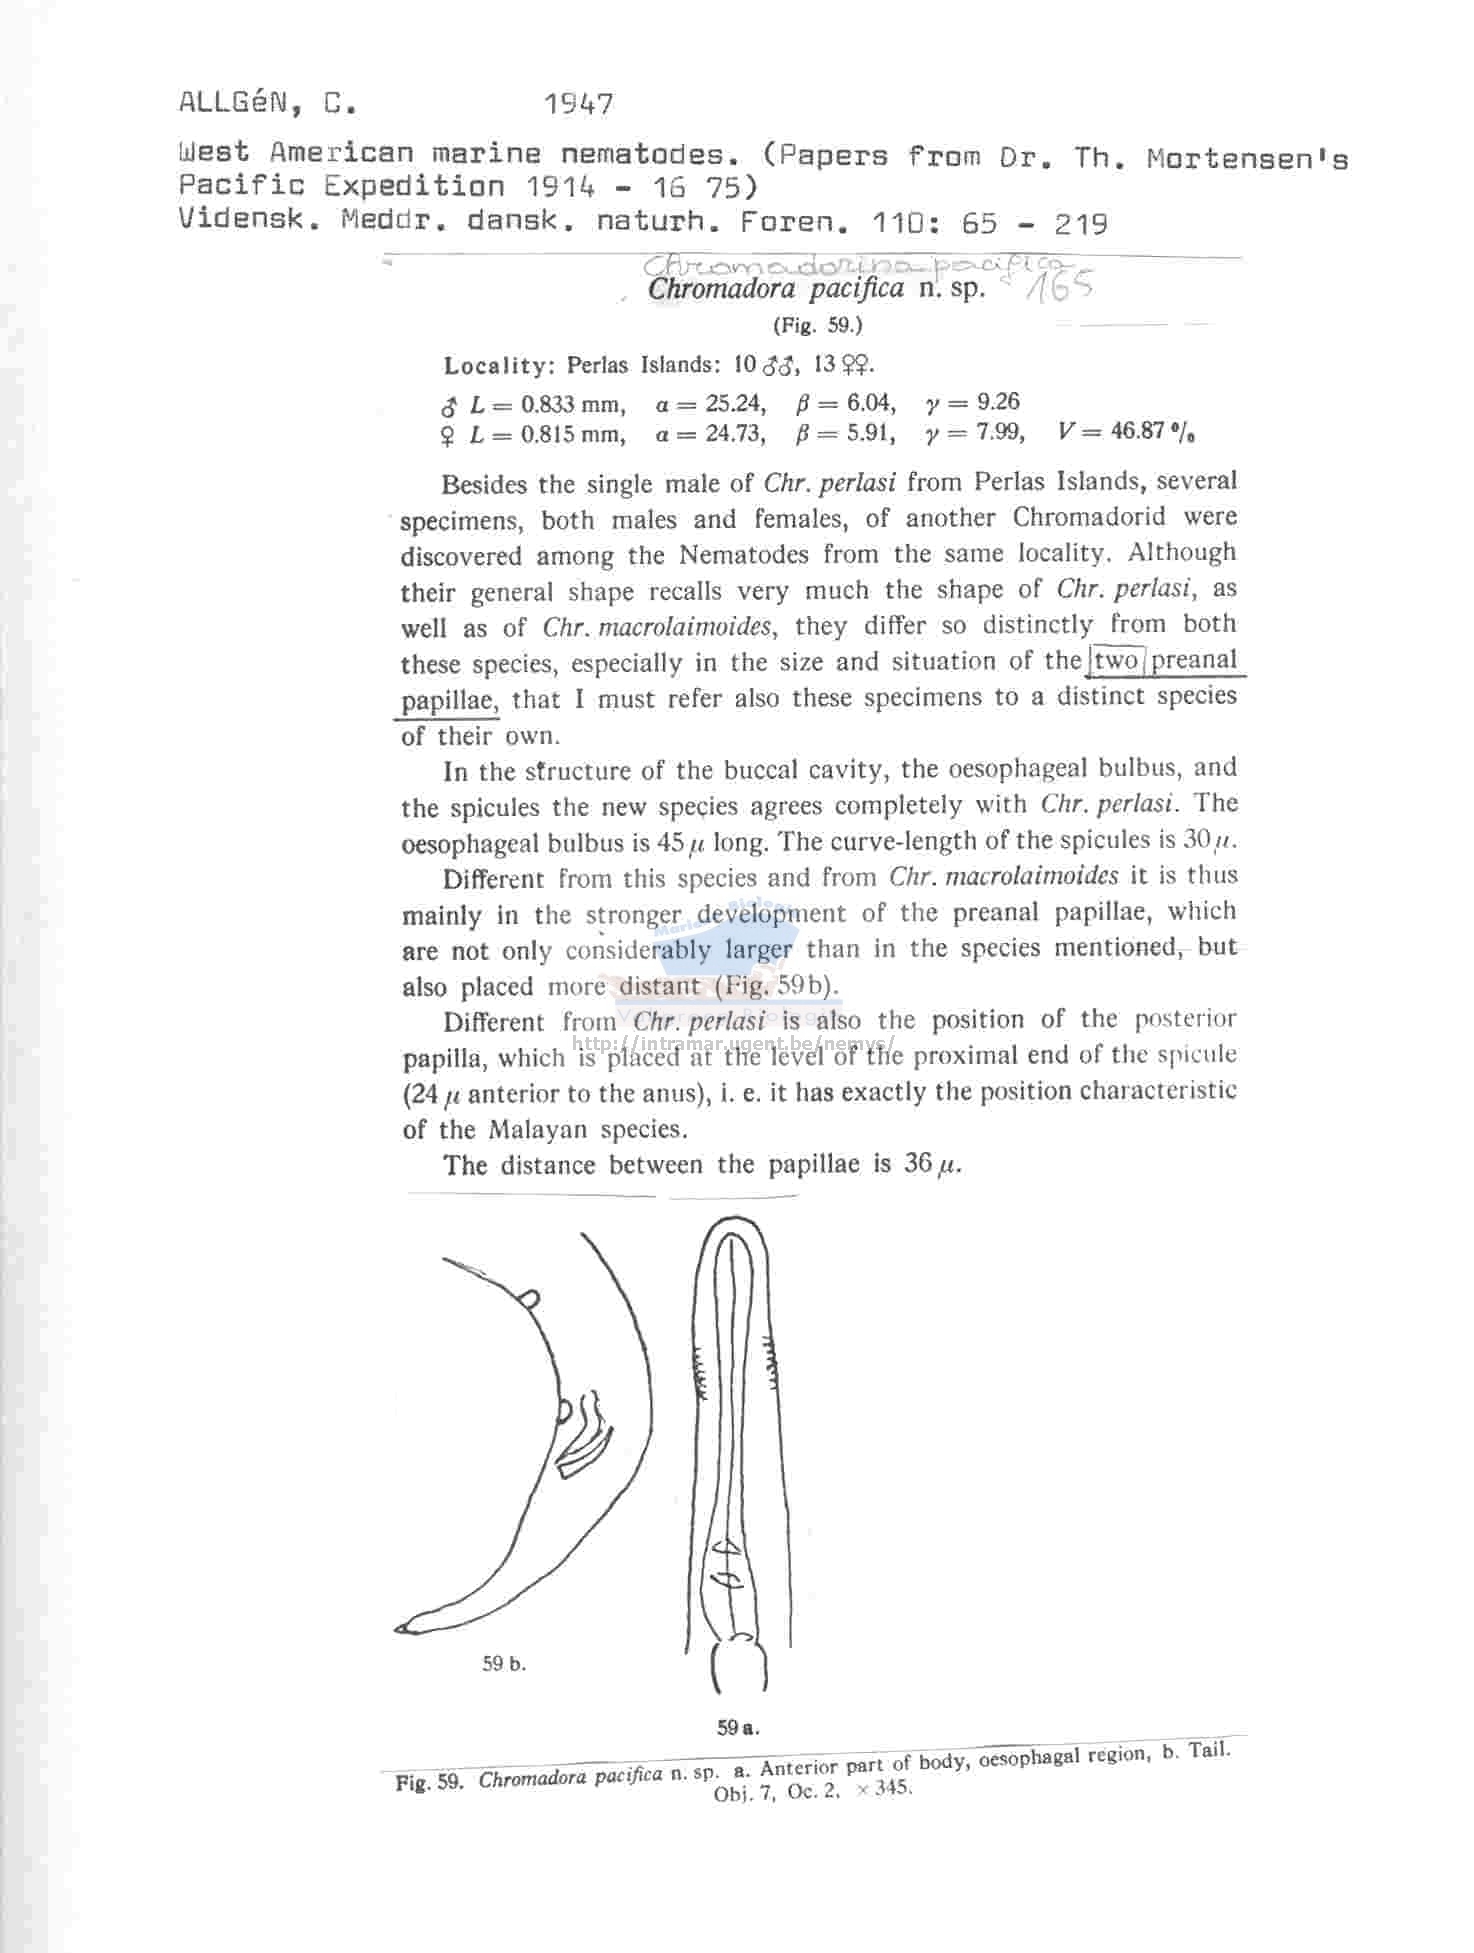 ALLGéN, C. 1947
West American marine nematodes. (Papers from Dr. Th. Mortensen's
Pacific Expedition 1914 - 16 75)
Vidensk. Meddr. dansk. naturh. Foren. 110: 65 - 219
Chromadorina pacifica
Chromadora pacifica n. sp. 165
(Fig. 59.)
Locality: Perlas Islands: 10 ♂♂, 13 ♀♀.
♂ L = 0.833 mm, α = 25.24, β = 6.04, γ = 9.26
♀ L = 0.815 mm, α = 24.73, β = 5.91, γ = 7.99, V = 46.87 %
Besides the single male of Chr. perlasi from Perlas Islands, several
specimens, both males and females, of another Chromadorid were
discovered among the Nematodes from the same locality. Although
their general shape recalls very much the shape of Chr. perlasi, as
well as of Chr. macrolaimoides, they differ so distinctly from both
these species, especially in the size and situation of the two preanal
papillae, that I must refer also these specimens to a distinct species
of their own.
In the structure of the buccal cavity, the oesophageal bulbus, and
the spicules the new species agrees completely with Chr. perlasi. The
oesophageal bulbus is 45 μ long. The curve-length of the spicules is 30 μ.
Different from this species and from Chr. macrolaimoides it is thus
mainly in the stronger development of the preanal papillae, which
are not only considerably larger than in the species mentioned, but
also placed more distant (Fig. 59 b).
Different from Chr. perlasi is also the position of the posterior
http://intramar.ugent.be/nemys/
papilla, which is placed at the level of the proximal end of the spicule
(24 μ anterior to the anus), i. e. it has exactly the position characteristic
of the Malayan species.
The distance between the papillae is 36 μ.
59 b.
59 a.
Fig. 59. Chromadora pacifica n. sp. a. Anterior part of body, oesophagal region, b. Tail.
Obj. 7, Oc. 2, × 345.